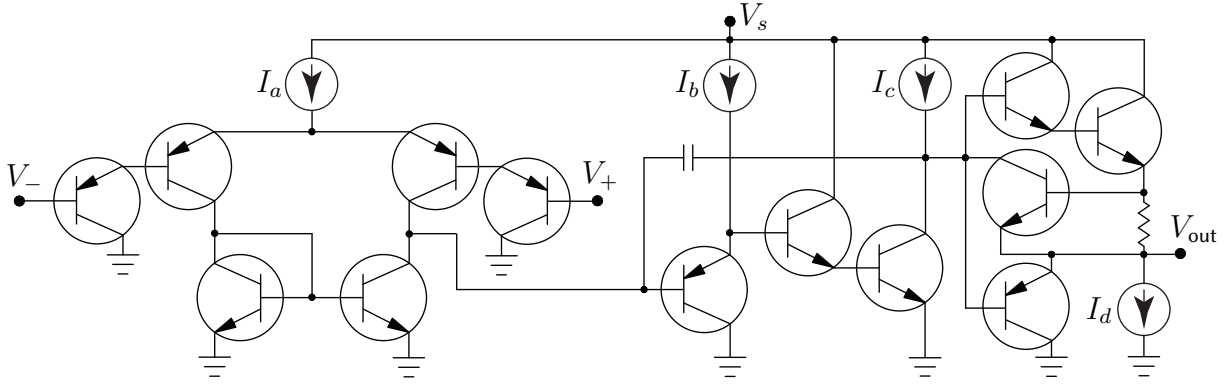 V_s
I_a
I_b
I_c
V_-
V_+
V_out
I_d